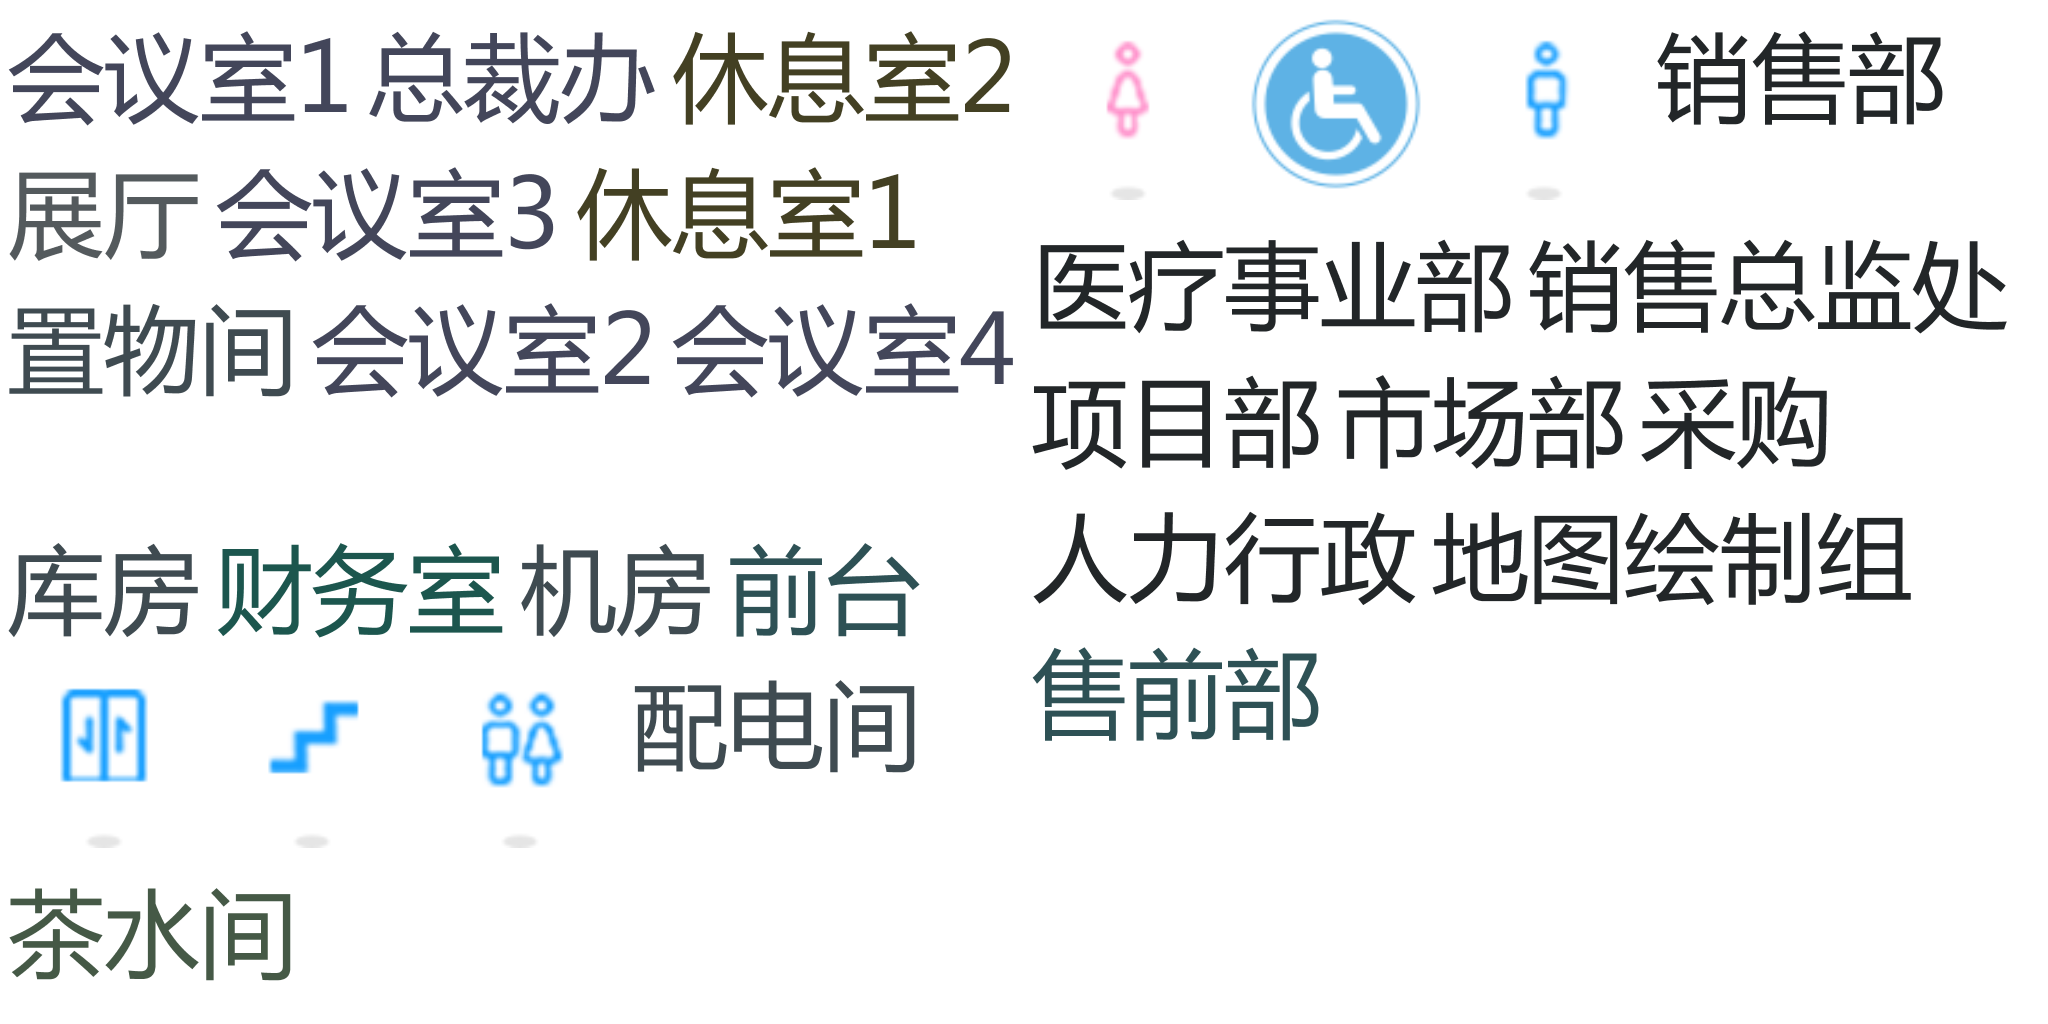 会议室1 总裁办 休息室2
展厅 会议室3 休息室1
置物间 会议室2 会议室4
库房 财务室 机房 前台
配电间
茶水间
销售部
医疗事业部 销售总监处
项目部 市场部 采购
人力行政 地图绘制组
售前部